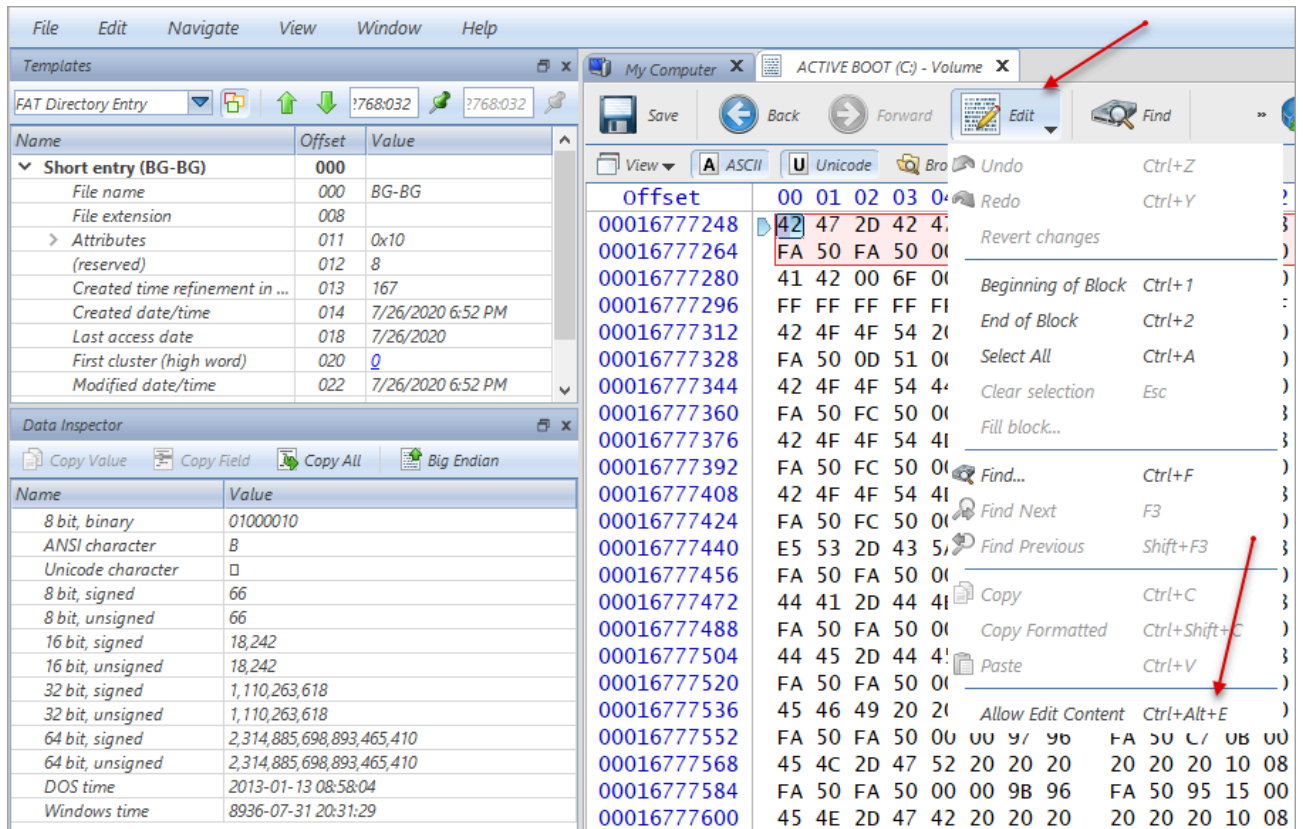 File Edit Navigate View Window Help
Templates
FAT Directory Entry ?768:032 ?768:032
Name Offset Value
Short entry (BG-BG) 000
File name 000 BG-BG
File extension 008
Attributes 011 0x10
(reserved) 012 8
Created time refinement in ... 013 167
Created date/time 014 7/26/2020 6:52 PM
Last access date 018 7/26/2020
First cluster (high word) 020 0
Modified date/time 022 7/26/2020 6:52 PM
Data Inspector
Copy Value Copy Field Copy All Big Endian
Name Value
8 bit, binary 01000010
ANSI character B
Unicode character □
8 bit, signed 66
8 bit, unsigned 66
16 bit, signed 18,242
16 bit, unsigned 18,242
32 bit, signed 1,110,263,618
32 bit, unsigned 1,110,263,618
64 bit, signed 2,314,885,698,893,465,410
64 bit, unsigned 2,314,885,698,893,465,410
DOS time 2013-01-13 08:58:04
Windows time 8936-07-31 20:31:29
My Computer X ACTIVE BOOT (C:) - Volume X
Save Back Forward Edit Find »
View A ASCII U Unicode Bro
Offset 00 01 02 03
00016777248 42 47 2D 42
00016777264 FA 50 FA 50
00016777280 41 42 00 6F
00016777296 FF FF FF FF
00016777312 42 4F 4F 54
00016777328 FA 50 0D 51
00016777344 42 4F 4F 54
00016777360 FA 50 FC 50
00016777376 42 4F 4F 54
00016777392 FA 50 FC 50
00016777408 42 4F 4F 54
00016777424 FA 50 FC 50
00016777440 E5 53 2D 43
00016777456 FA 50 FA 50
00016777472 44 41 2D 44
00016777488 FA 50 FA 50
00016777504 44 45 2D 44
00016777520 FA 50 FA 50
00016777536 45 46 49 20
00016777552 FA 50 FA 50 00 00 97 96 FA 50 C7 0B 00
00016777568 45 4C 2D 47 52 20 20 20 20 20 20 10 08
00016777584 FA 50 FA 50 00 00 9B 96 FA 50 95 15 00
00016777600 45 4E 2D 47 42 20 20 20 20 20 20 10 08
Undo Ctrl+Z
Redo Ctrl+Y
Revert changes
Beginning of Block Ctrl+1
End of Block Ctrl+2
Select All Ctrl+A
Clear selection Esc
Fill block...
Find... Ctrl+F
Find Next F3
Find Previous Shift+F3
Copy Ctrl+C
Copy Formatted Ctrl+Shift+C
Paste Ctrl+V
Allow Edit Content Ctrl+Alt+E